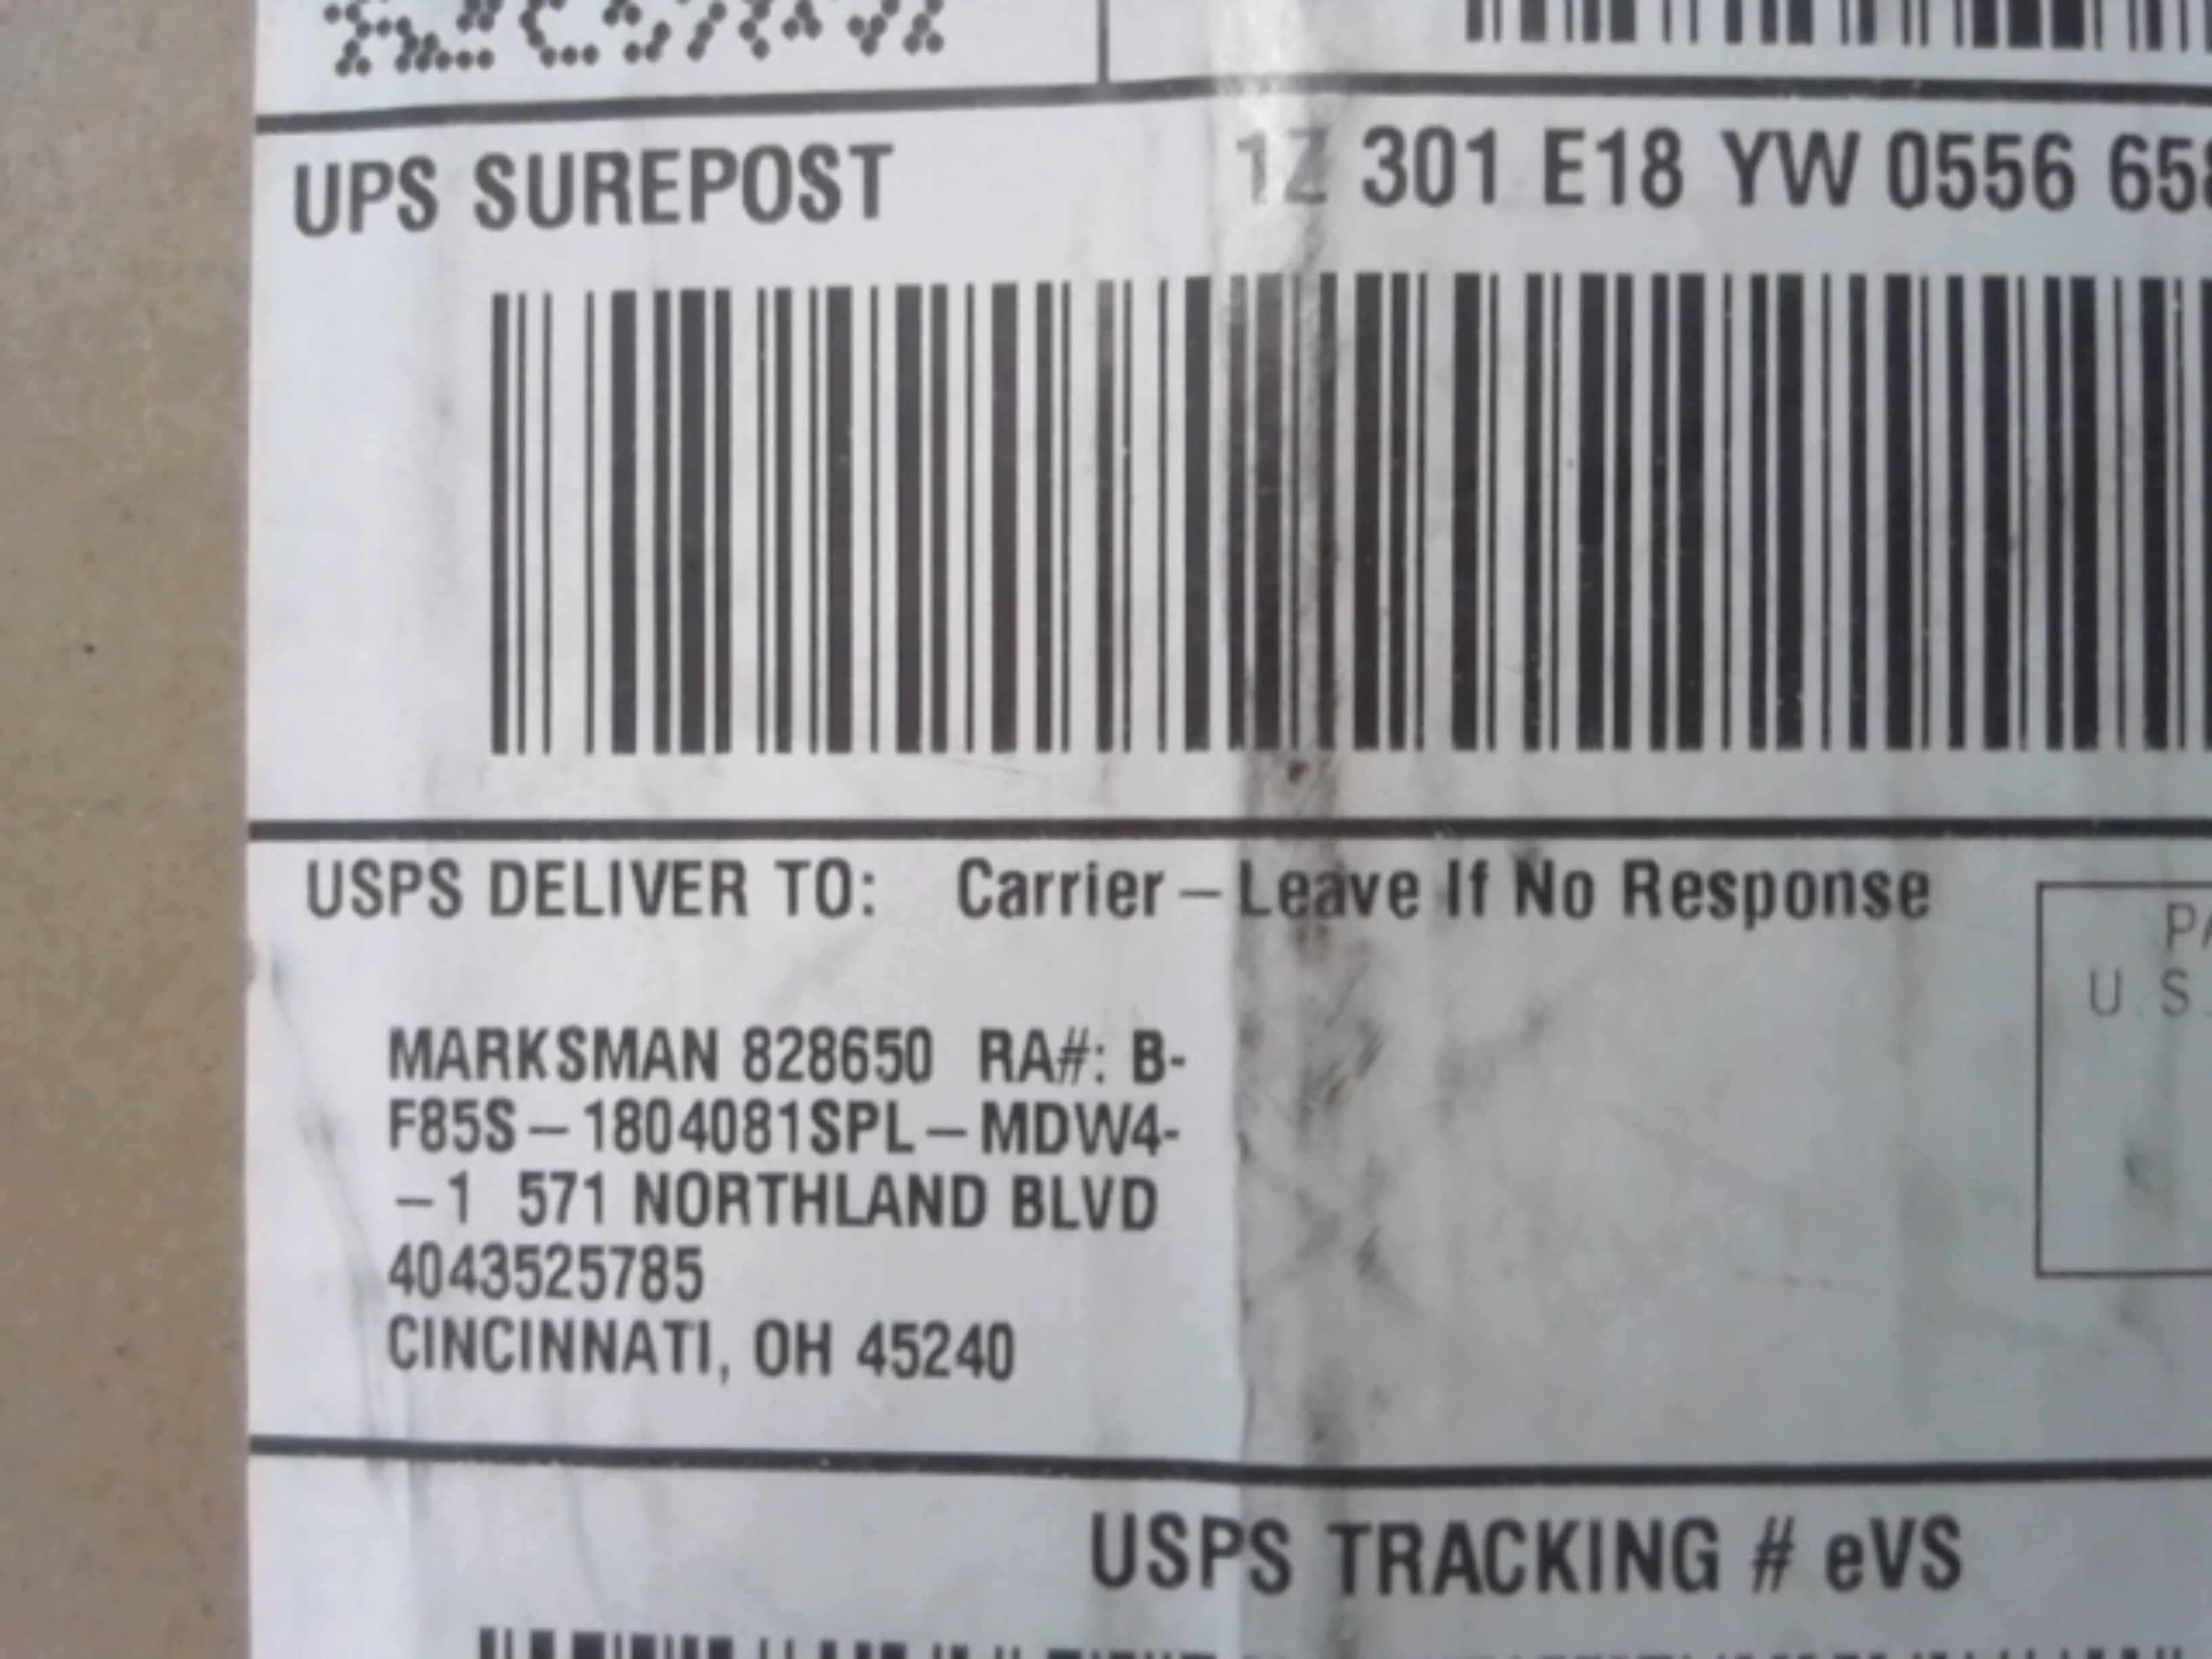 UPS SUREPOST 1Z 301 E18 YW 0556 65
USPS DELIVER TO: Carrier – Leave If No Response
U.S.
MARKSMAN 828650 RA#: B-
F85S – 1804081SPL – MDW4-
–1 571 NORTHLAND BLVD
4043525785
CINCINNATI, OH 45240
USPS TRACKING # eVS